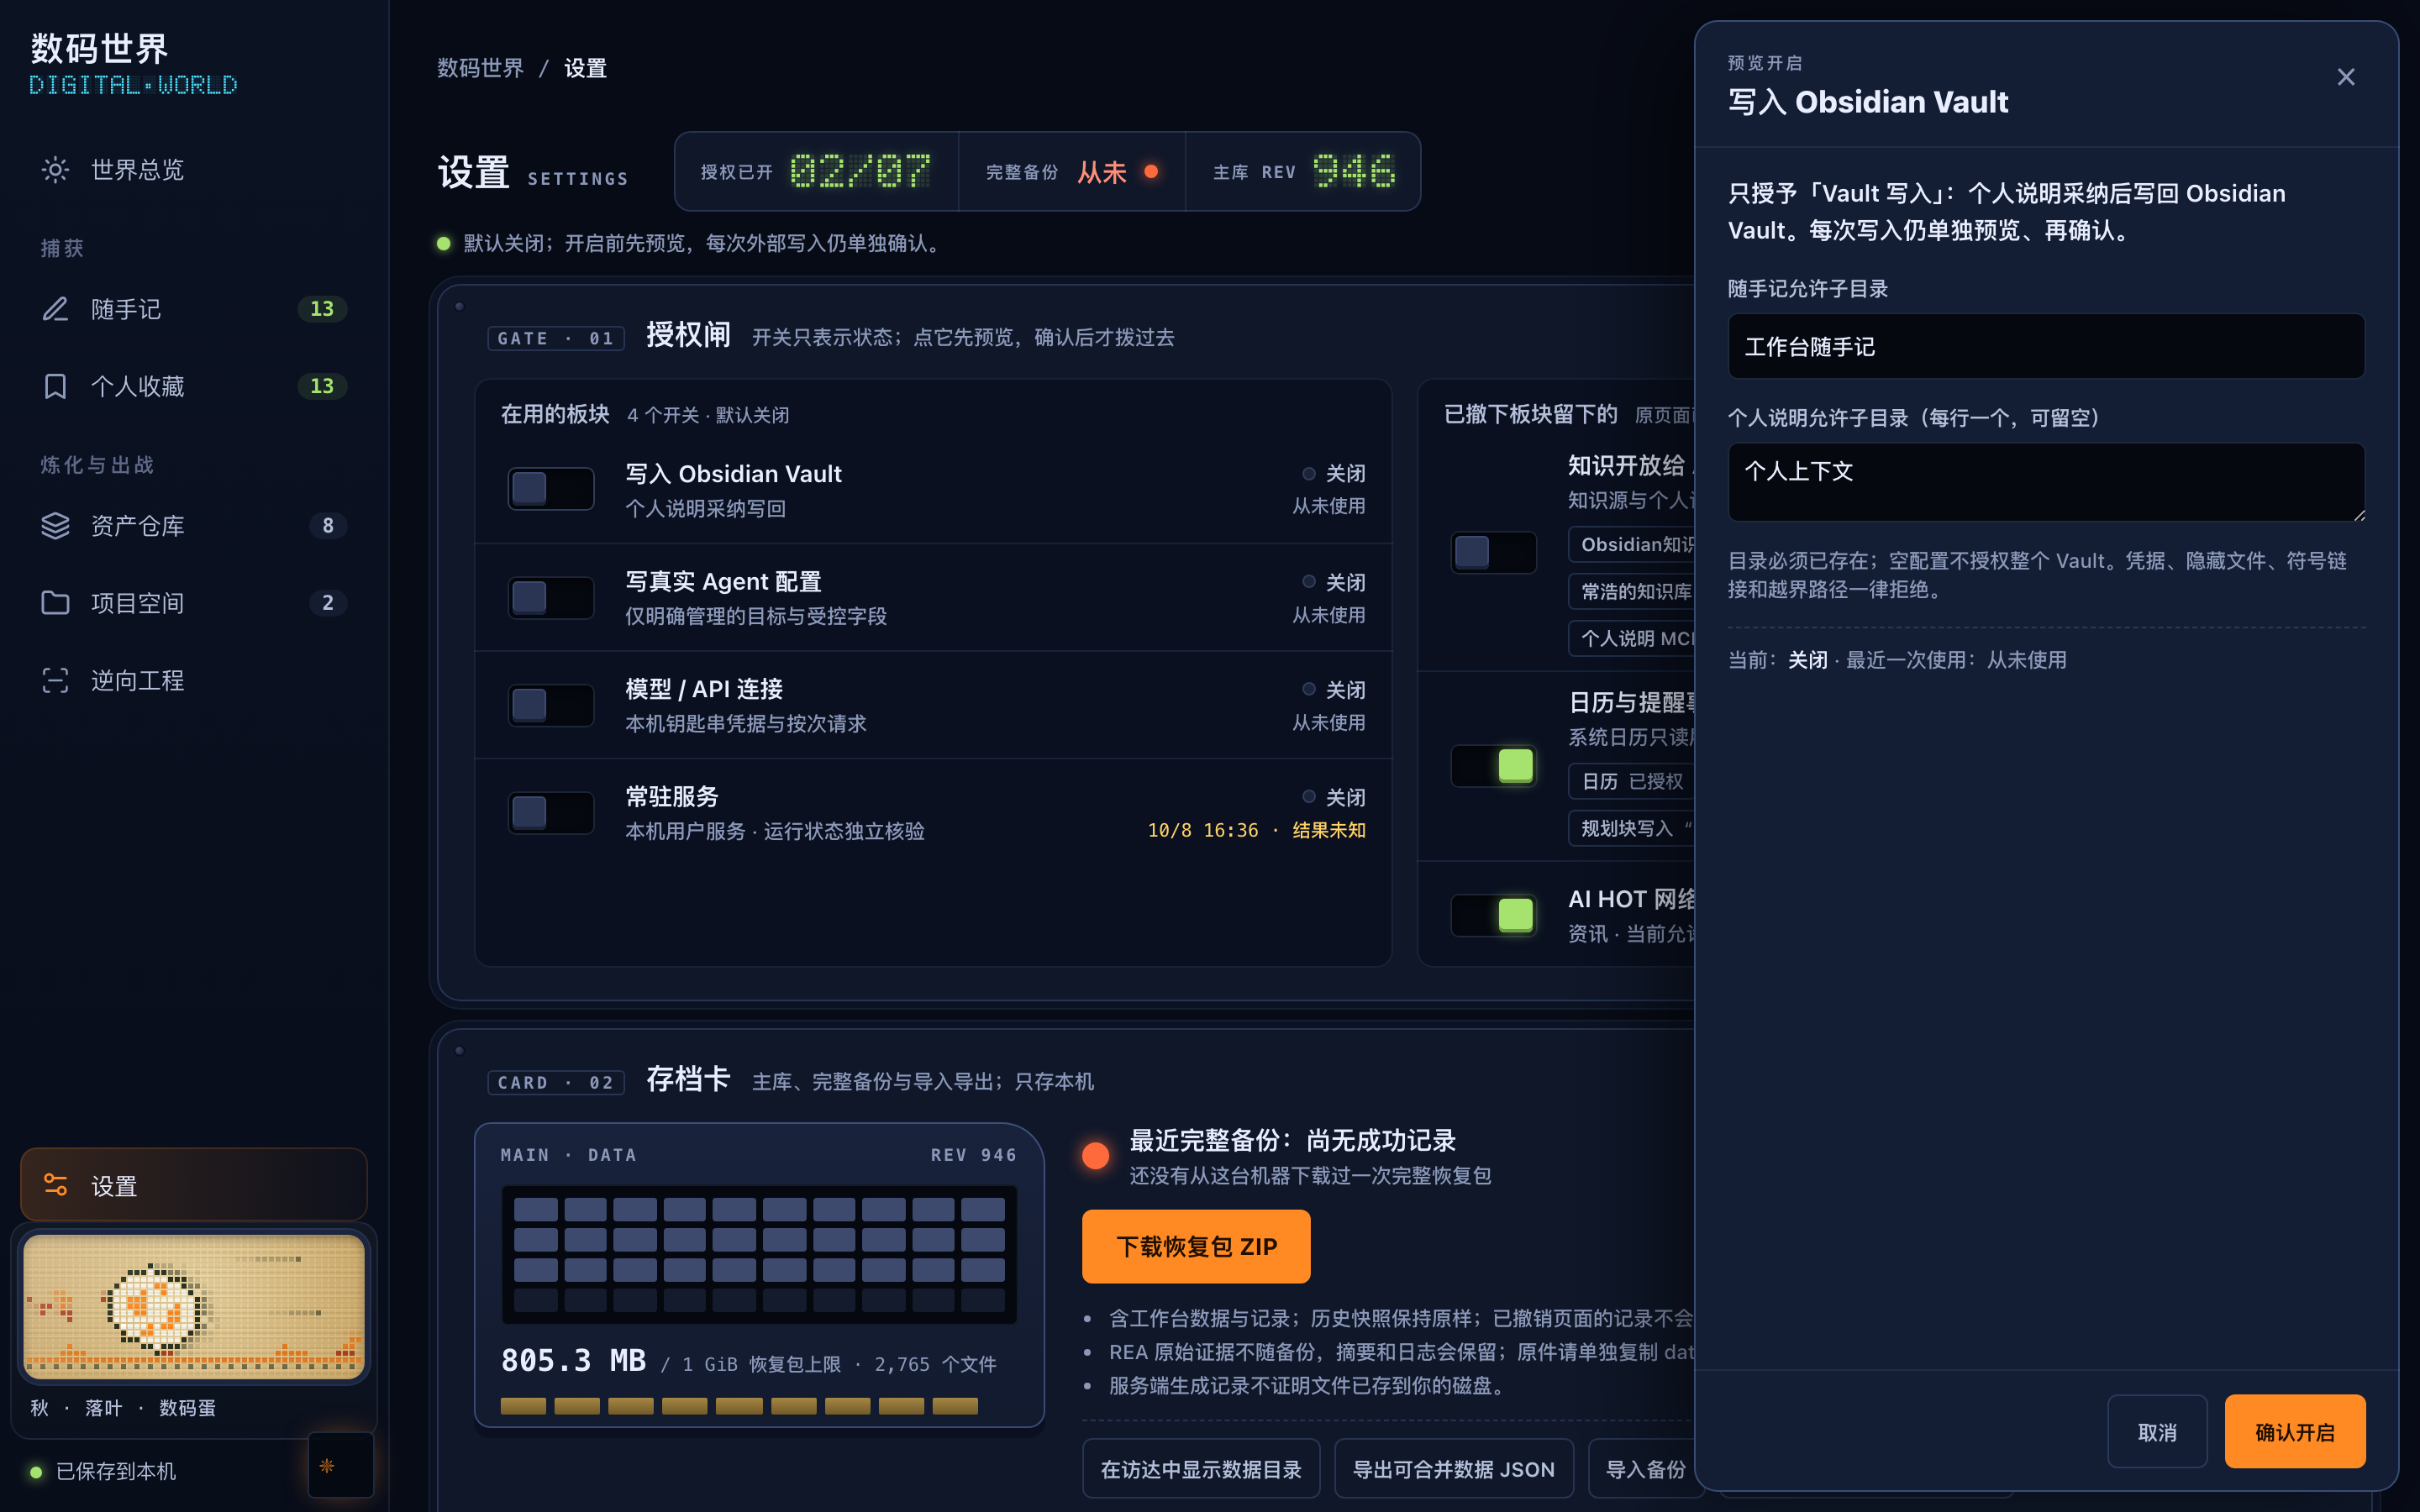 数码世界
DIGITAL·WORLD
世界总览
捕获
随手记 13
个人收藏 13
炼化与出战
资产仓库 8
项目空间 2
逆向工程
设置
秋 · 落叶 · 数码蛋
已保存到本机
数码世界 / 设置
设置 SETTINGS
授权已开 02/07
完整备份 从未
主库 REV 946
默认关闭；开启前先预览，每次外部写入仍单独确认。
GATE · 01 授权闸 开关只表示状态；点它先预览，确认后才拨过去
在用的板块 4 个开关 · 默认关闭
写入 Obsidian Vault 关闭
个人说明采纳写回 从未使用
写真实 Agent 配置 关闭
仅明确管理的目标与受控字段 从未使用
模型 / API 连接 关闭
本机钥匙串凭据与按次请求 从未使用
常驻服务 关闭
本机用户服务 · 运行状态独立核验 10/8 16:36 · 结果未知
已撤下板块留下的 原页面
知识开放给
知识源与个人
Obsidian知识
常浩的知识库
个人说明 MC
日历与提醒
系统日历只读
日历 已授权
规划块写入 “
AI HOT 网络
资讯 · 当前允
CARD · 02 存档卡 主库、完整备份与导入导出；只存本机
MAIN · DATA REV 946
805.3 MB / 1 GiB 恢复包上限 · 2,765 个文件
最近完整备份：尚无成功记录
还没有从这台机器下载过一次完整恢复包
下载恢复包 ZIP
• 含工作台数据与记录；历史快照保持原样；已撤销页面的记录不会
• REA 原始证据不随备份，摘要和日志会保留；原件请单独复制 dat
• 服务端生成记录不证明文件已存到你的磁盘。
在访达中显示数据目录
导出可合并数据 JSON
导入备份
预览开启
写入 Obsidian Vault
只授予「Vault 写入」：个人说明采纳后写回 Obsidian
Vault。每次写入仍单独预览、再确认。
随手记允许子目录
工作台随手记
个人说明允许子目录（每行一个，可留空）
个人上下文
目录必须已存在；空配置不授权整个 Vault。凭据、隐藏文件、符号链
接和越界路径一律拒绝。
当前：关闭 · 最近一次使用：从未使用
取消
确认开启